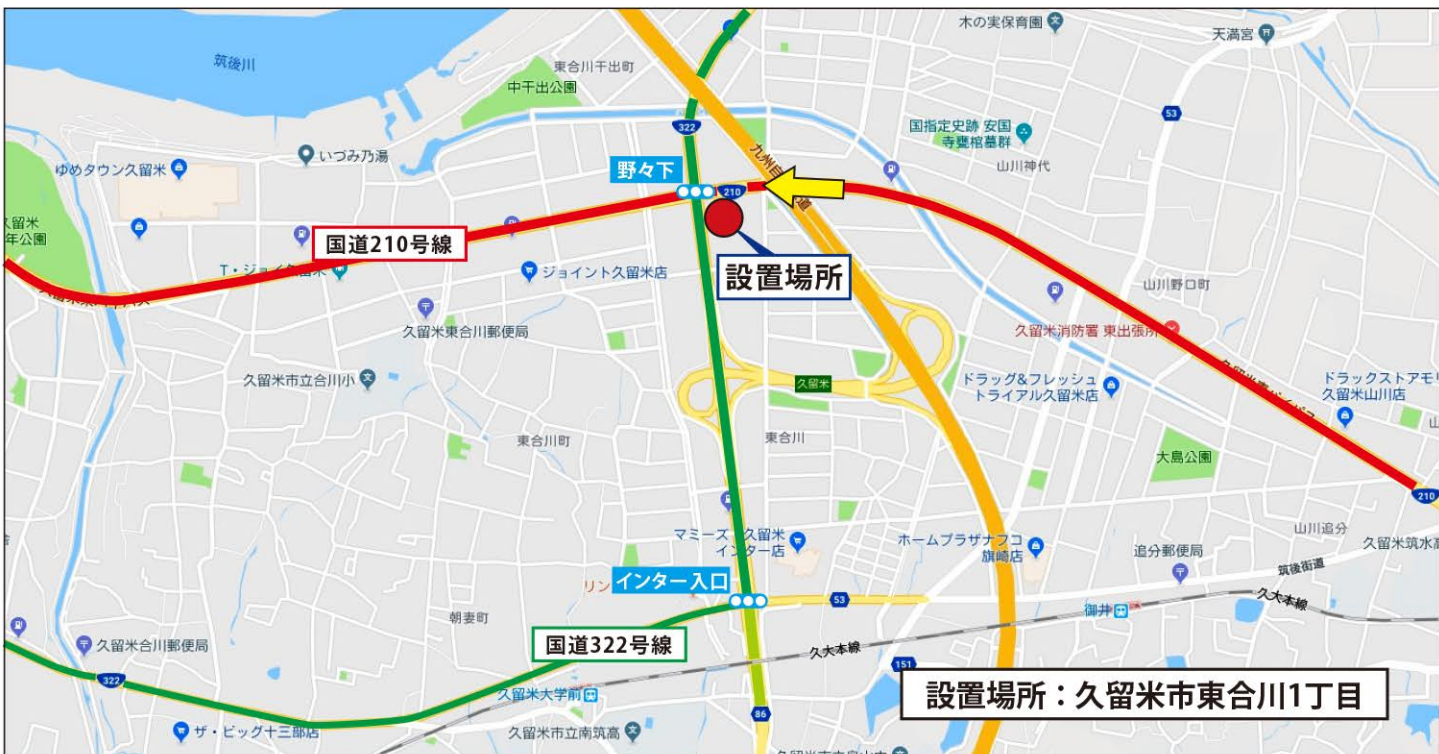 木の実保育園
天満宮
筑後川
東合川干出町
中干出公園
322
53
国指定史跡 安国
寺甕棺墓群
山川神代
いづみ乃湯
ゆめタウン久留米
野々下
210
国道210号線
ジョイント久留米店
設置場所
山川野口町
久留米東合川郵便局
久留米消防署 東出張所
久留米市立合川小
久留米
ドラッグ&フレッシュ
トライアル久留米店
ドラックストアモリ
久留米山川店
東合川町
東合川
大島公園
210
マミーズ 久留米
インター店
ホームプラザナフコ
旗崎店
追分郵便局
山川追分
久留米筑水高
筑後街道
リン
インター入口
53
御井
久大本線
朝妻町
国道322号線
久大本線
151
久留米合川郵便局
322
久留米大学前
設置場所：久留米市東合川1丁目
86
ザ・ビッグ十三部店
久留米市立南筑高